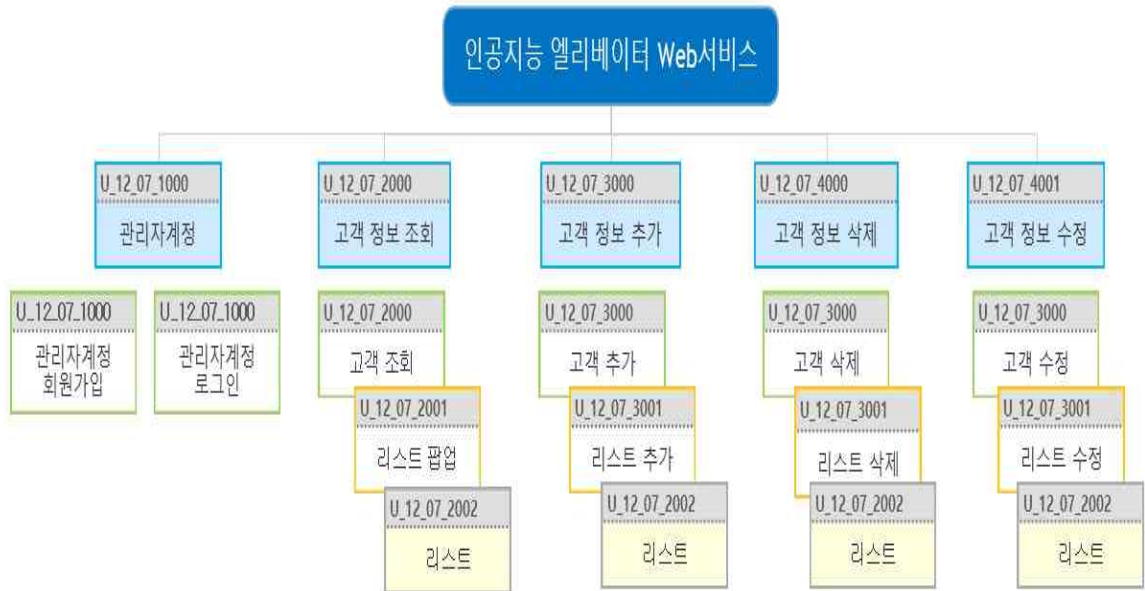 인공지능 엘리베이터 Web서비스
U_12_07_1000
관리자계정
U_12_07_2000
고객 정보 조회
U_12_07_3000
고객 정보 추가
U_12_07_4000
고객 정보 삭제
U_12_07_4001
고객 정보 수정
U_12_07_1000
관리자계정
회원가입
U_12_07_1000
관리자계정
로그인
U_12_07_2000
고객 조회
U_12_07_2001
리스트 팝업
U_12_07_2002
리스트
U_12_07_3000
고객 추가
U_12_07_3001
리스트 추가
U_12_07_2002
리스트
U_12_07_3000
고객 삭제
U_12_07_3001
리스트 삭제
U_12_07_2002
리스트
U_12_07_3000
고객 수정
U_12_07_3001
리스트 수정
U_12_07_2002
리스트